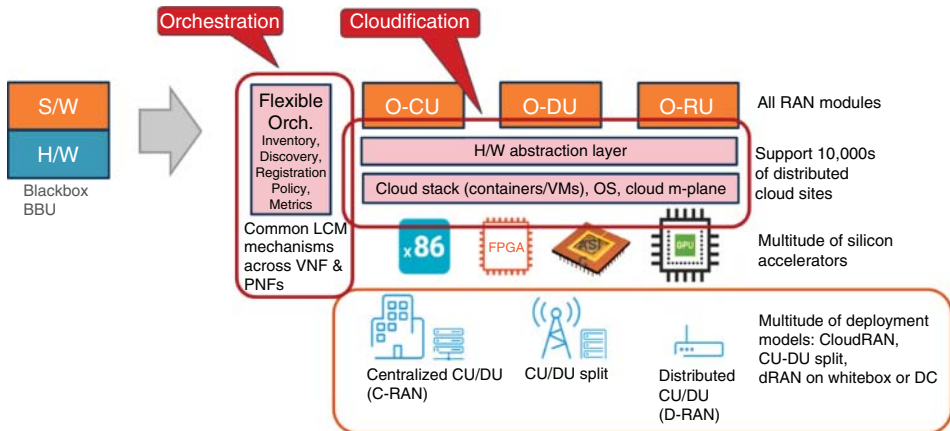 Orchestration
Cloudification
S/W
H/W
Blackbox
BBU
Flexible
Orch.
Inventory,
Discovery,
Registration
Policy,
Metrics
Common LCM
mechanisms
across VNF &
PNFs
O-CU
O-DU
O-RU
All RAN modules
H/W abstraction layer
Cloud stack (containers/VMs), OS, cloud m-plane
Support 10,000s
of distributed
cloud sites
x86
FPGA
GPU
Multitude of silicon
accelerators
Centralized CU/DU
(C-RAN)
CU/DU split
Distributed
CU/DU
(D-RAN)
Multitude of deployment
models: CloudRAN,
CU-DU split,
dRAN on whitebox or DC